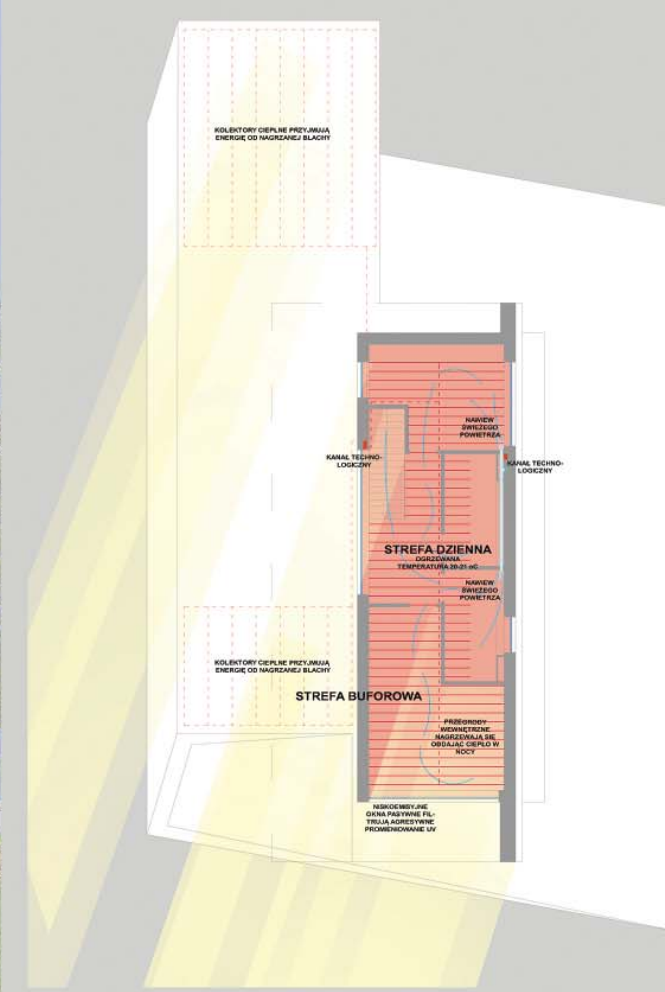 KOLEKTORY CIEPLNE PRZYJMUJĄ
ENERGIĘ OD NAGRZANEJ BLACHY
NAWIEW
ŚWIEŻEGO
POWIETRZA
KANAŁ TECHNO-
LOGICZNY
KANAŁ TECHNO-
LOGICZNY
STREFA DZIENNA
OGRZEWANA
TEMPERATURA 20-21 oC
NAWIEW
ŚWIEŻEGO
POWIETRZA
KOLEKTORY CIEPLNE PRZYJMUJĄ
ENERGIĘ OD NAGRZANEJ BLACHY
STREFA BUFOROWA
PRZEGRODY
WEWNĘTRZNE
NAGRZEWAJĄ SIĘ
ODDAJĄC CIEPŁO W
NOCY
NISKOEMISYJNE
OKNA PASYWNE FIL-
TRUJĄ AGRESYWNE
PROMIENIOWANIE UV